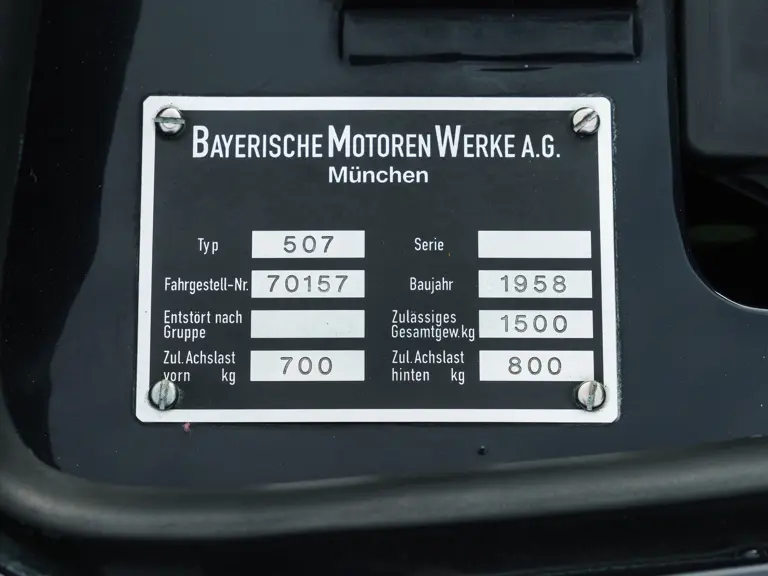 BAYERISCHE MOTOREN WERKE A.G.
München
Typ 507 Serie
Fahrgestell-Nr. 70157 Baujahr 1958
Entstört nach Gruppe Zulässiges Gesamtgew.kg 1500
Zul.Achslast vorn kg 700 Zul.Achslast hinten kg 800